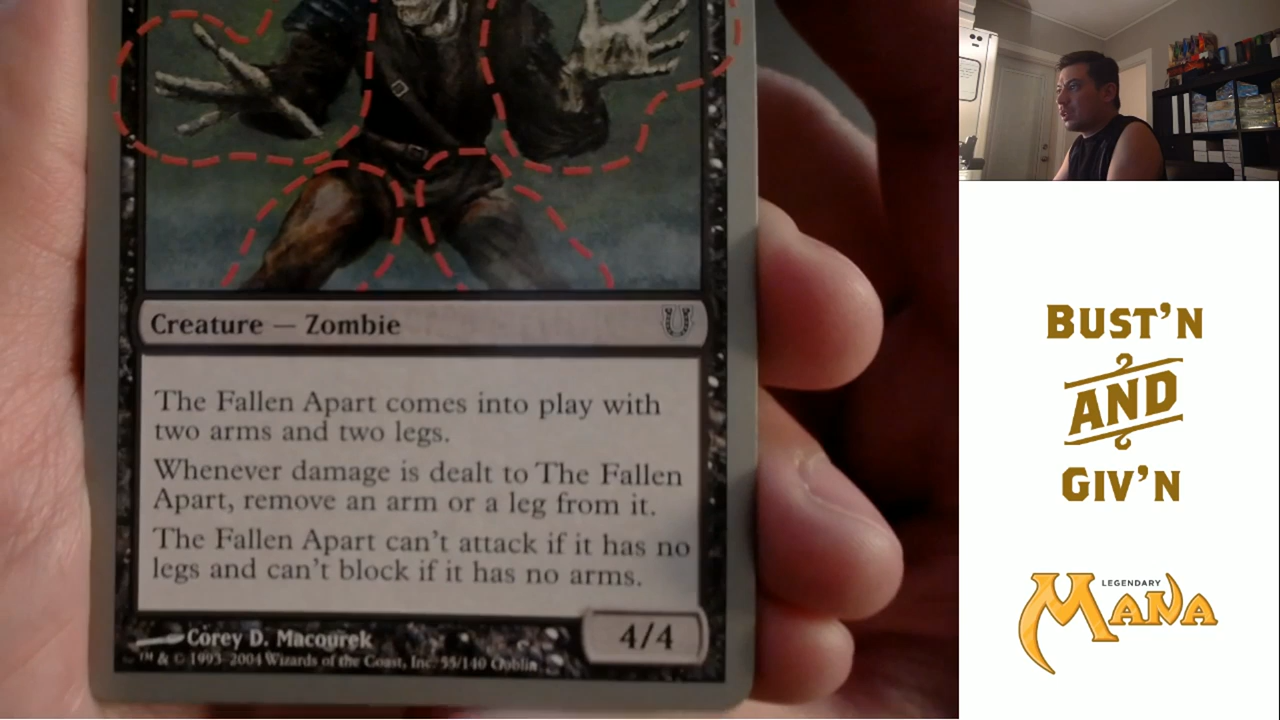 Creature — Zombie
The Fallen Apart comes into play with
two arms and two legs.
Whenever damage is dealt to The Fallen
Apart, remove an arm or a leg from it.
The Fallen Apart can't attack if it has no
legs and can't block if it has no arms.
Corey D. Macourek
4/4
™ & © 1993-2004 Wizards of the Coast, Inc. 55/140 Goblin
BUST'N
AND
GIV'N
LEGENDARY
MANA